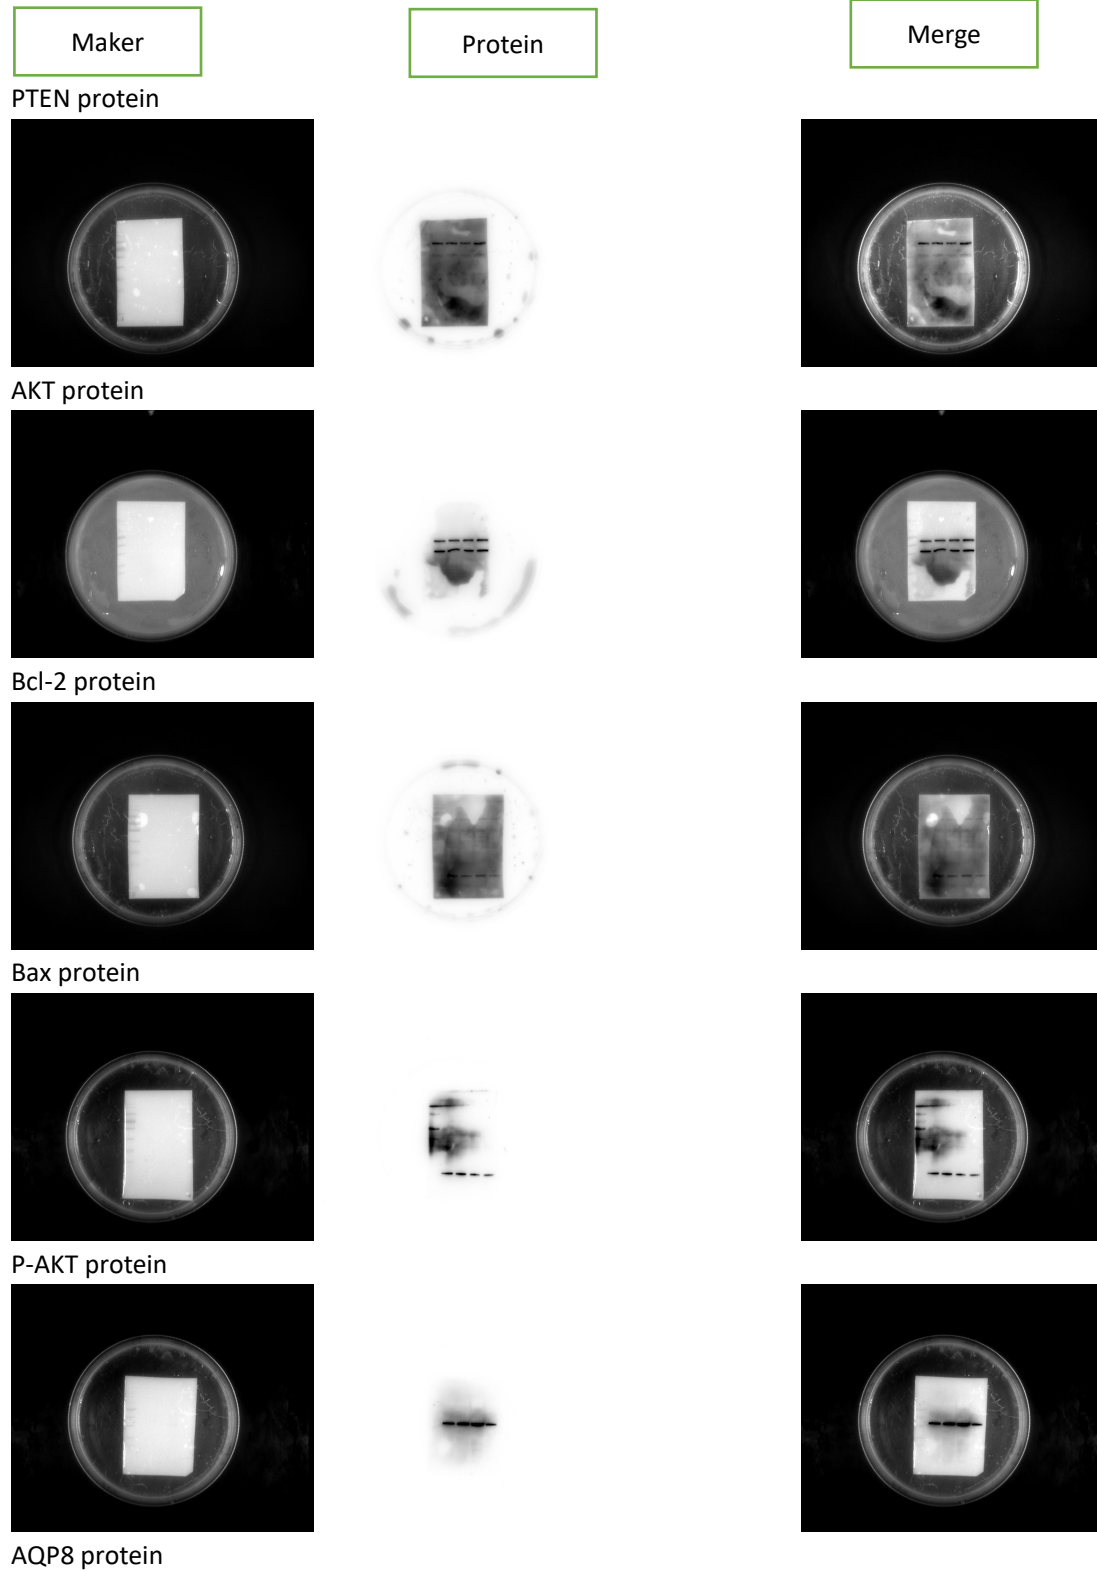 Maker
Protein
Merge
PTEN protein
AKT protein
Bcl-2 protein
Bax protein
P-AKT protein
AQP8 protein